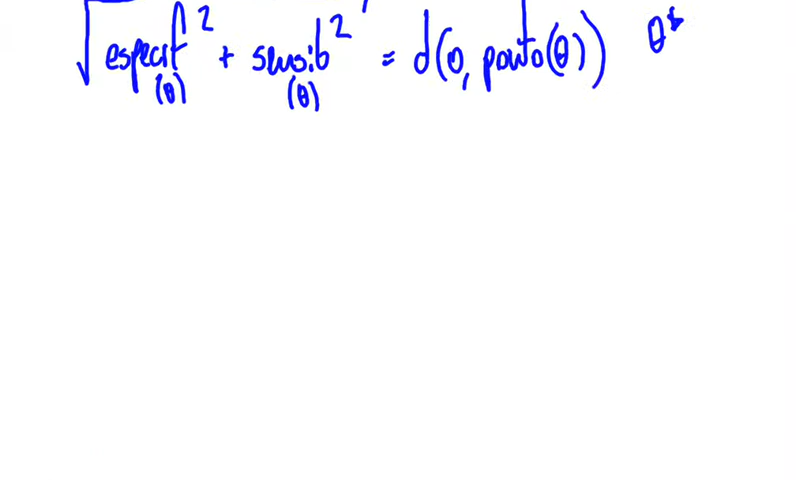 √(especif(θ)² + sensib(θ)²) = d(0, ponto(θ)) θ*